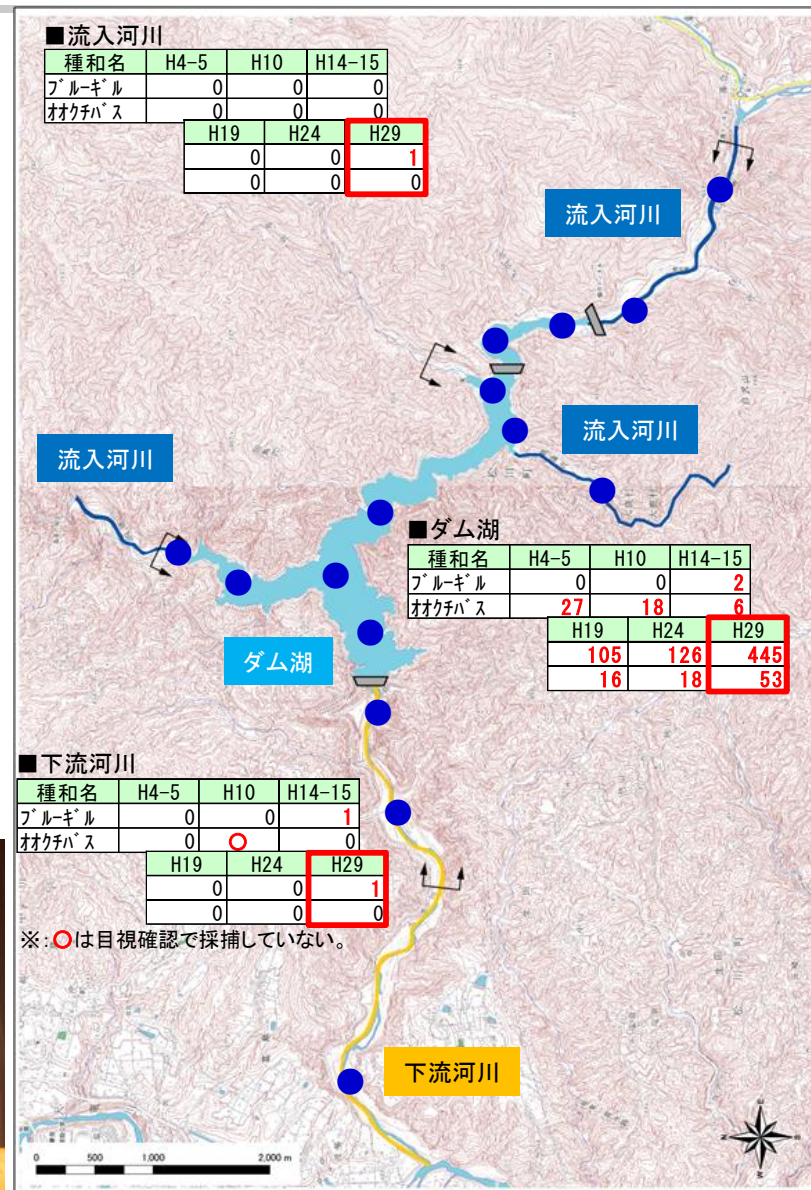 ■流入河川
種和名 H4-5 H10 H14-15
ブルーギル 0 0 0
オオクチバス 0 0 0
H19 H24 H29
0 0 1
0 0 0
流入河川
流入河川
流入河川
■ダム湖
種和名 H4-5 H10 H14-15
ブルーギル 0 0 2
オオクチバス 27 18 6
H19 H24 H29
105 126 445
16 18 53
ダム湖
■下流河川
種和名 H4-5 H10 H14-15
ブルーギル 0 0 1
オオクチバス 0 ○ 0
H19 H24 H29
0 0 1
0 0 0
※:○は目視確認で採捕していない。
下流河川
0 500 1,000 2,000 m
N E S W